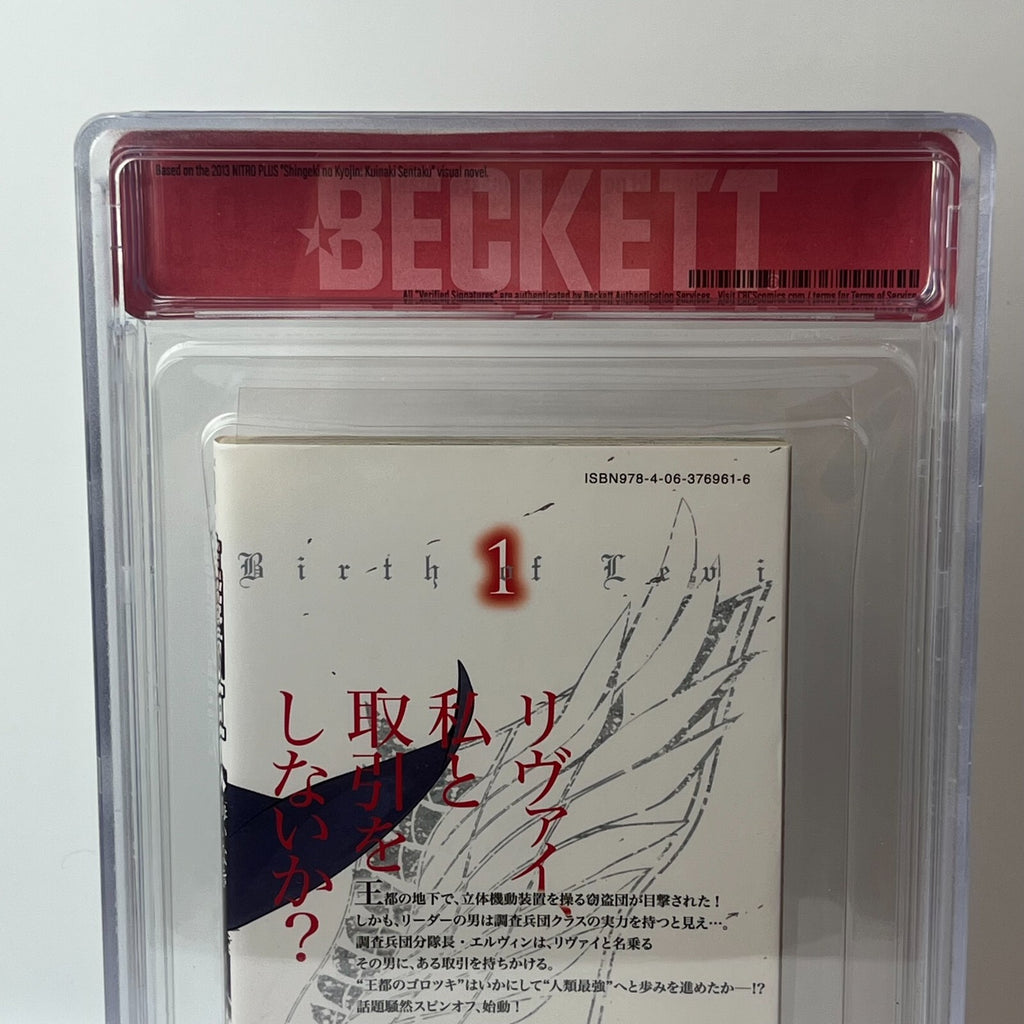 Based on the 2013 NITRO PLUS "Shingeki no Kyojin: Kuinaki Sentaku" visual novel.
BECKETT
All "Verified Signatures" are authenticated by Beckett Authentication Services. Visit CBCScomics.com/terms for Terms of Service
ISBN978-4-06-376961-6
1
Birth of Levi
リヴァイ、
私と
取引を
しないか?
王都の地下で、立体機動装置を操る窃盗団が目撃された!
しかも、リーダーの男は調査兵団クラスの実力を持つと見え…。
調査兵団分隊長・エルヴィンは、リヴァイと名乗る
その男に、ある取引を持ちかける。
“王都のゴロツキ”はいかにして“人類最強”へと歩みを進めたか―!?
話題騒然スピンオフ、始動!